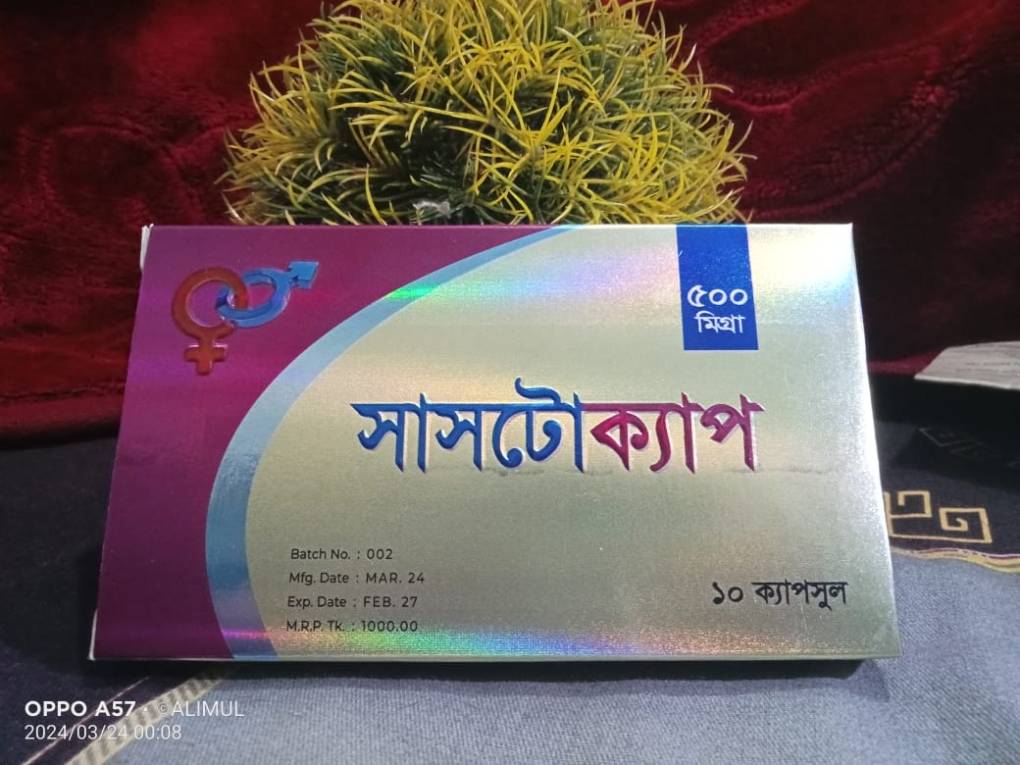 ৫০০
মিগ্রা
সাসটোক্যাপ
Batch No. : 002
Mfg. Date : MAR. 24
Exp. Date : FEB. 27
M.R.P. Tk. : 1000.00
১০ ক্যাপসুল
OPPO A57 · ©ALIMUL
2024/03/24 00:08